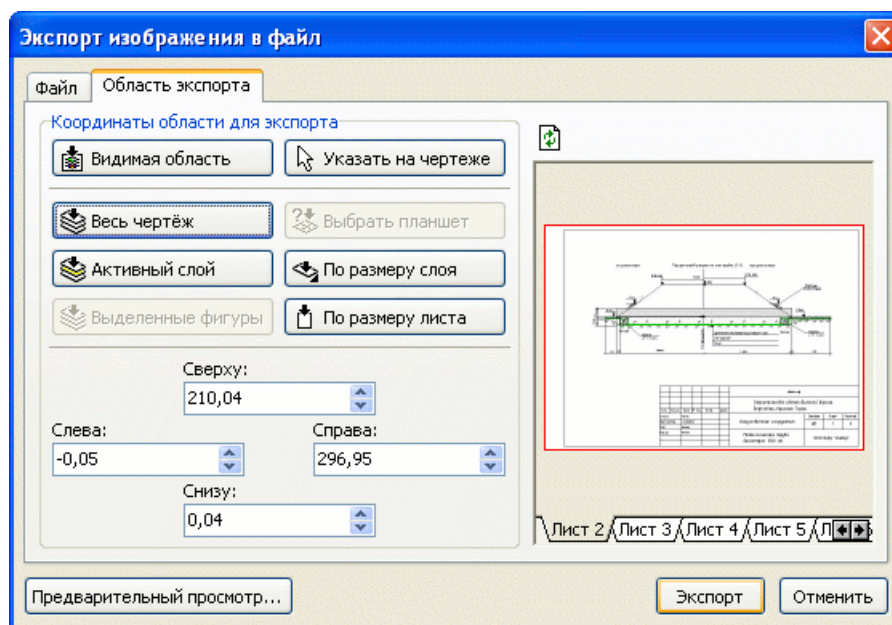 Экспорт изображения в файл
Файл
Область экспорта
Координаты области для экспорта
Видимая область
Указать на чертеже
Весь чертёж
Выбрать планшет
Активный слой
По размеру слоя
Выделенные фигуры
По размеру листа
Сверху:
210,04
Слева:
Справа:
-0,05
296,95
Снизу:
0,04
Лист 2 Лист 3 Лист 4 Лист 5
Предварительный просмотр...
Экспорт
Отменить